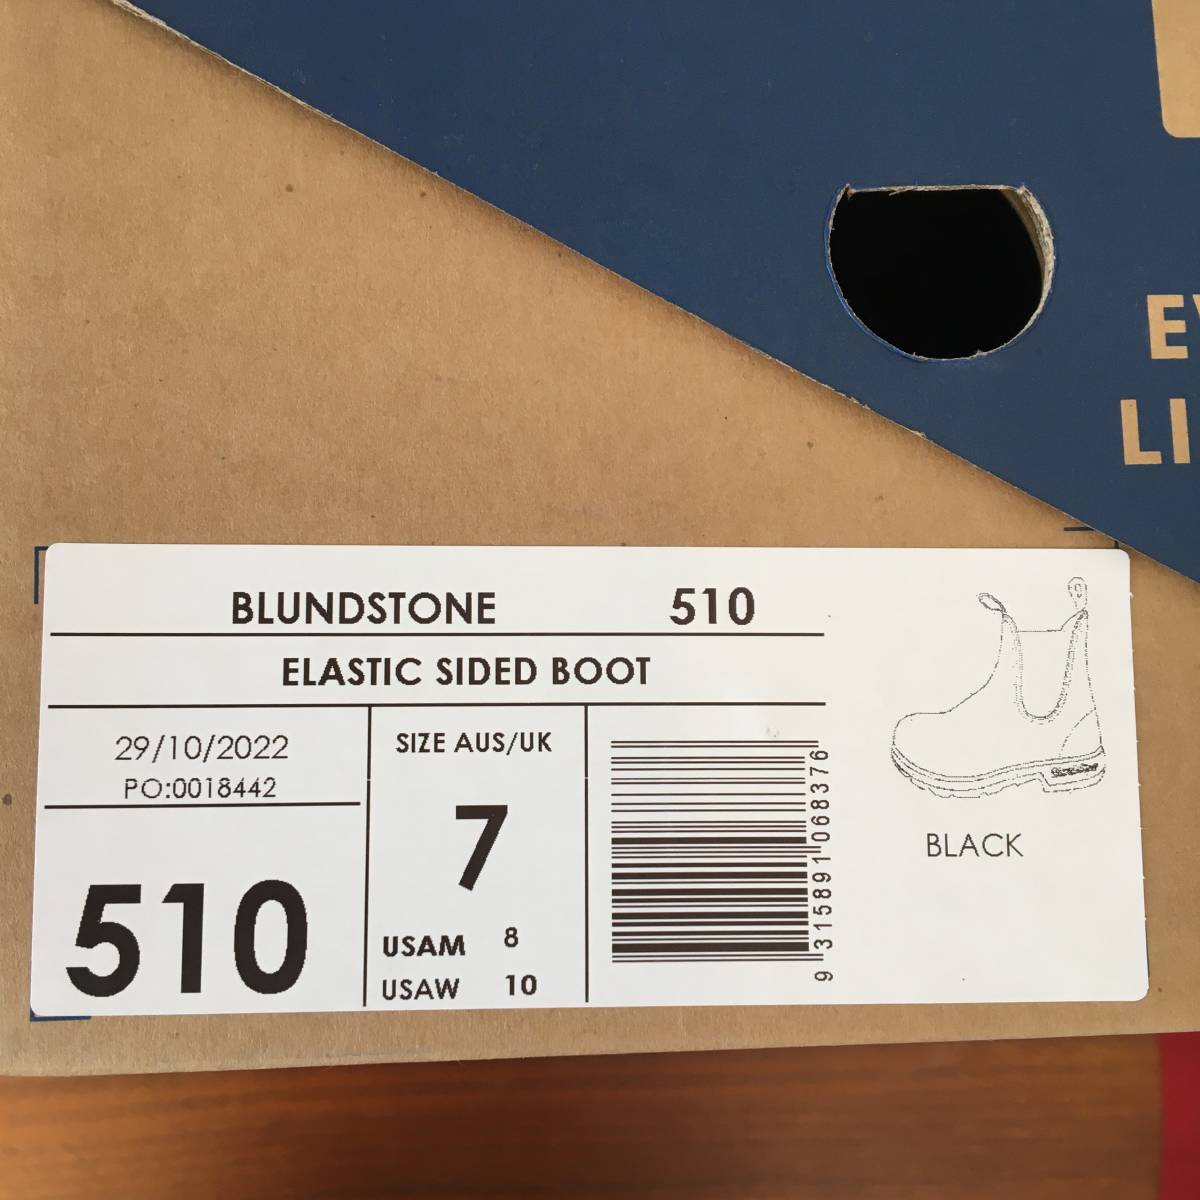 EV
LI
BLUNDSTONE 510
ELASTIC SIDED BOOT
29/10/2022
PO:0018442
510
SIZE AUS/UK
7
USAM 8
USAW 10
9 315891 068376
BLACK